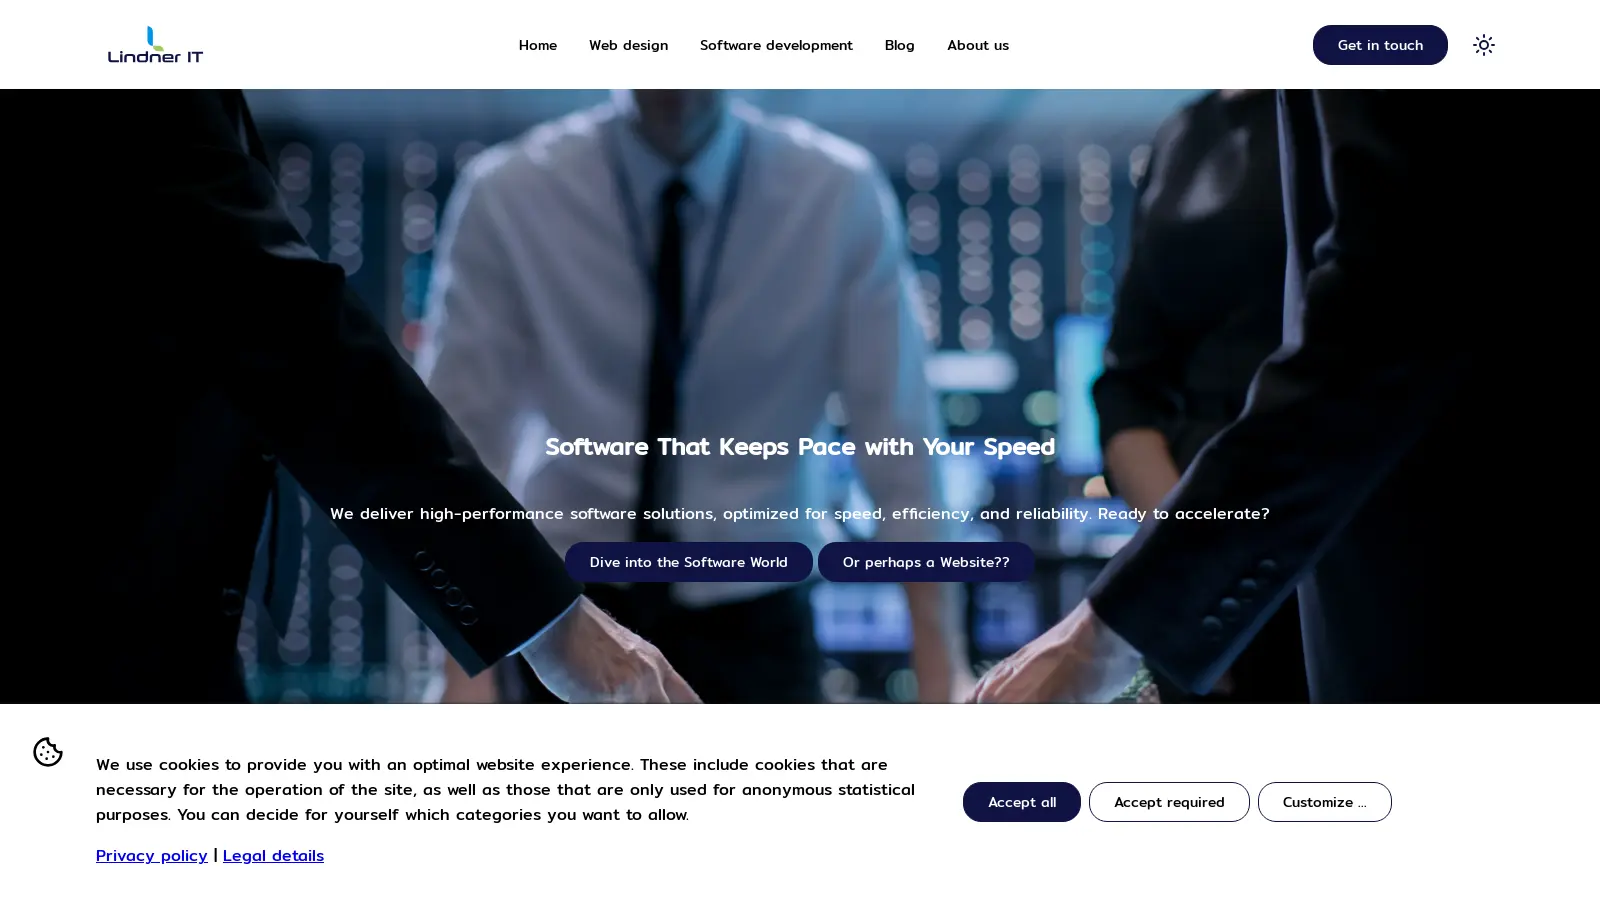 Lindner IT
Home
Web design
Software development
Blog
About us
Get in touch
Software That Keeps Pace with Your Speed
We deliver high-performance software solutions, optimized for speed, efficiency, and reliability. Ready to accelerate?
Dive into the Software World
Or perhaps a Website??
We use cookies to provide you with an optimal website experience. These include cookies that are
necessary for the operation of the site, as well as those that are only used for anonymous statistical
purposes. You can decide for yourself which categories you want to allow.
Privacy policy | Legal details
Accept all
Accept required
Customize ...